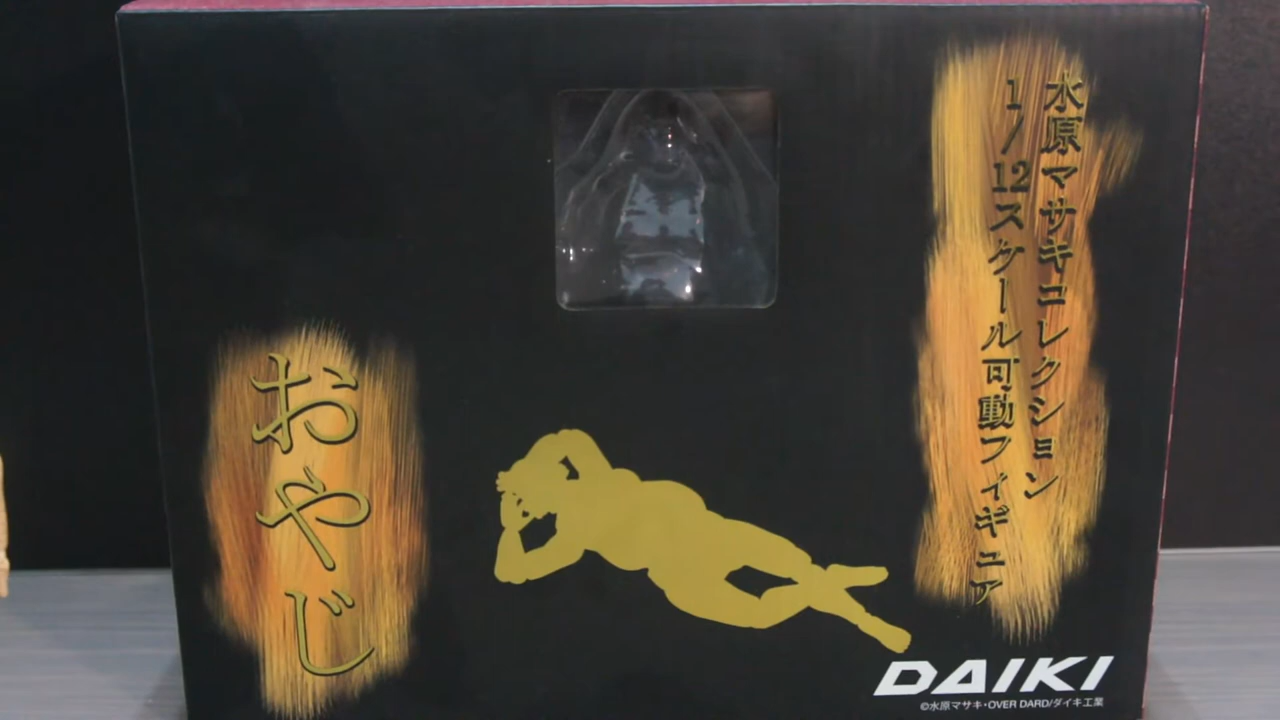 水原マサキコレクション
1/12スケール可動フィギュア
おやじ
DAIKI
©水原マサキ・OVER DARD/ダイキ工業